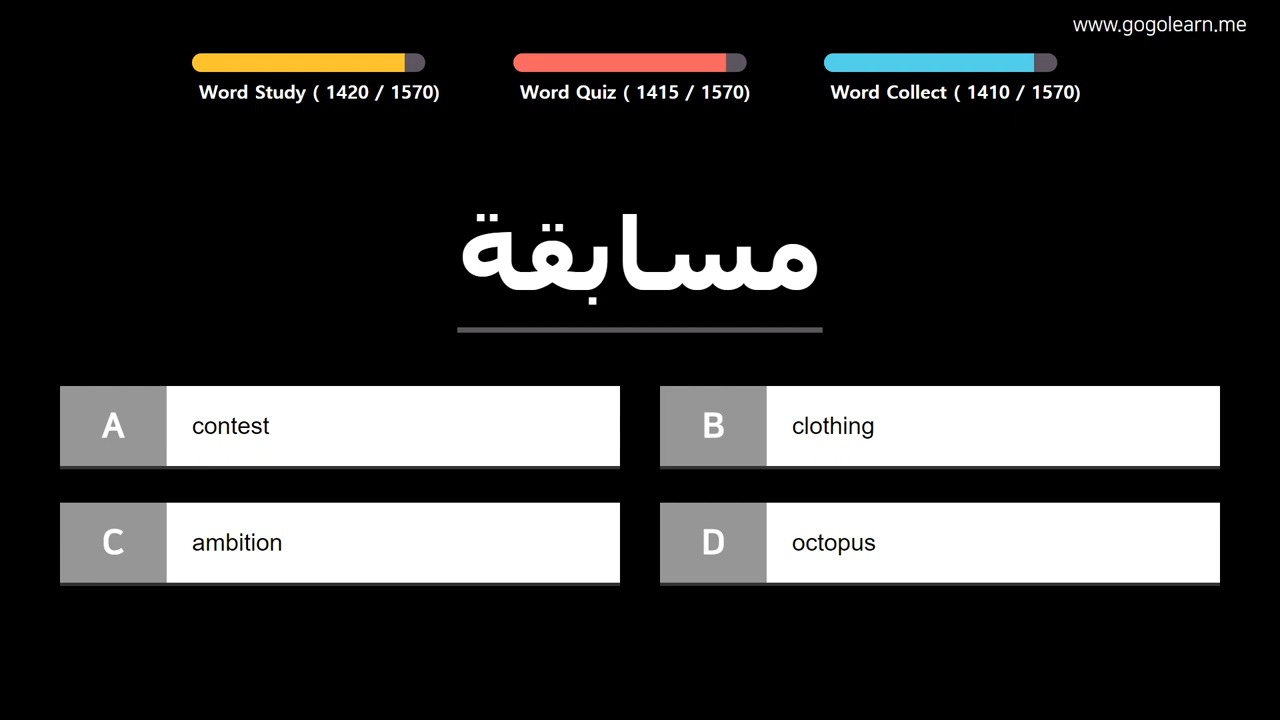 www.gogolearn.me
Word Study ( 1420 / 1570)
Word Quiz ( 1415 / 1570)
Word Collect ( 1410 / 1570)
مسابقة
A contest
B clothing
C ambition
D octopus